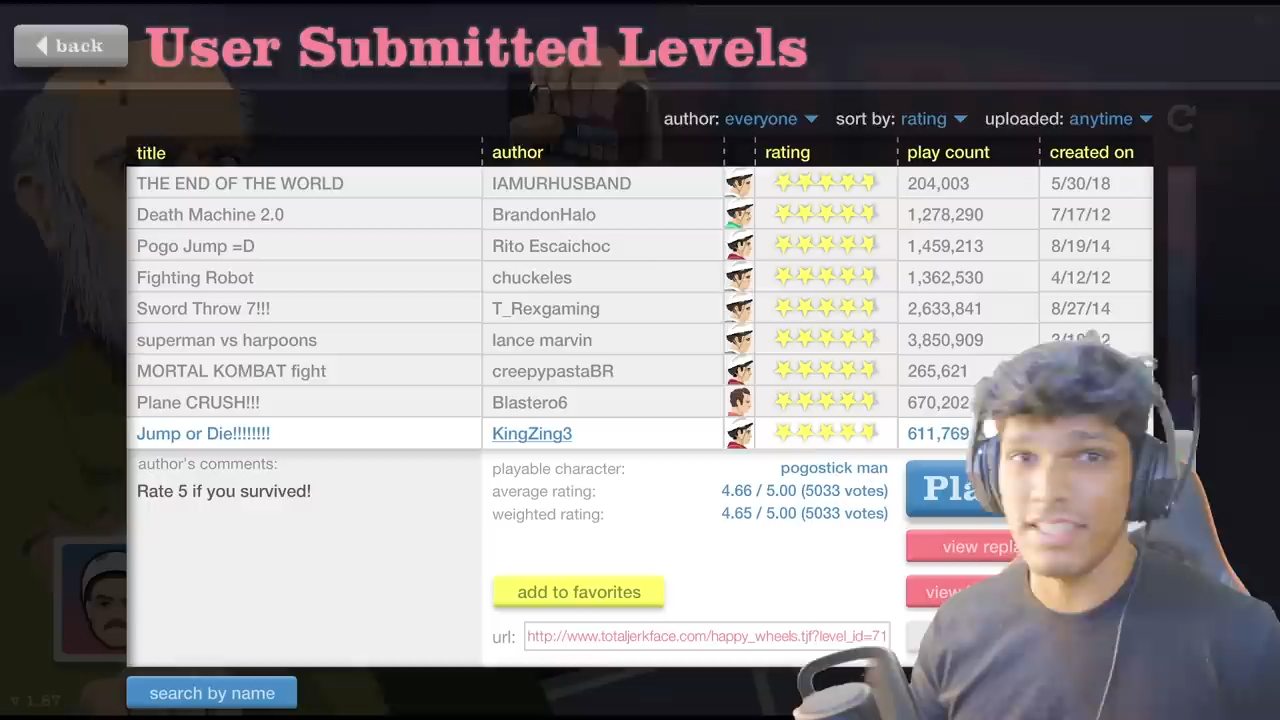 back
User Submitted Levels
author: everyone sort by: rating uploaded: anytime
title author rating play count created on
THE END OF THE WORLD IAMURHUSBAND 204,003 5/30/18
Death Machine 2.0 BrandonHalo 1,278,290 7/17/12
Pogo Jump =D Rito Escaichoc 1,459,213 8/19/14
Fighting Robot chuckeles 1,362,530 4/12/12
Sword Throw 7!!! T_Rexgaming 2,633,841 8/27/14
superman vs harpoons lance marvin 3,850,909
MORTAL KOMBAT fight creepypastaBR 265,621
Plane CRUSH!!! Blastero6 670,202
Jump or Die!!!!!!!! KingZing3 611,769
author's comments:
Rate 5 if you survived!
playable character: pogostick man
average rating: 4.66 / 5.00 (5033 votes)
weighted rating: 4.65 / 5.00 (5033 votes)
add to favorites
url: http://www.totaljerkface.com/happy_wheels.tjf?level_id=71
view
view
search by name
v 1.87